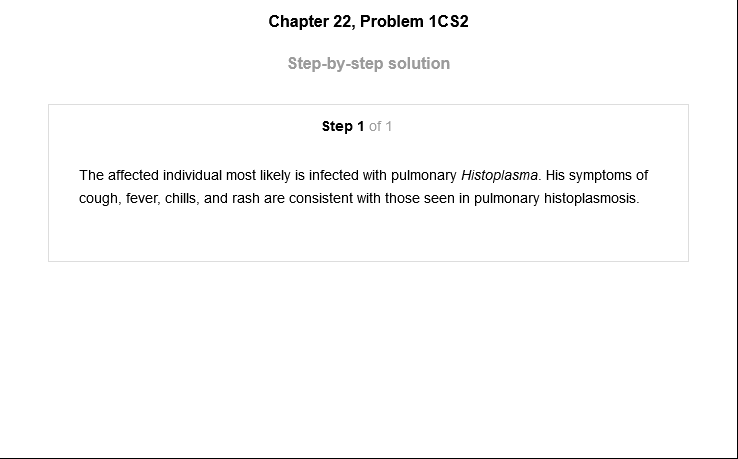 Chapter 22, Problem 1CS2
Step-by-step solution
Step 1 of 1
The affected individual most likely is infected with pulmonary Histoplasma. His symptoms of
cough, fever, chills, and rash are consistent with those seen in pulmonary histoplasmosis.